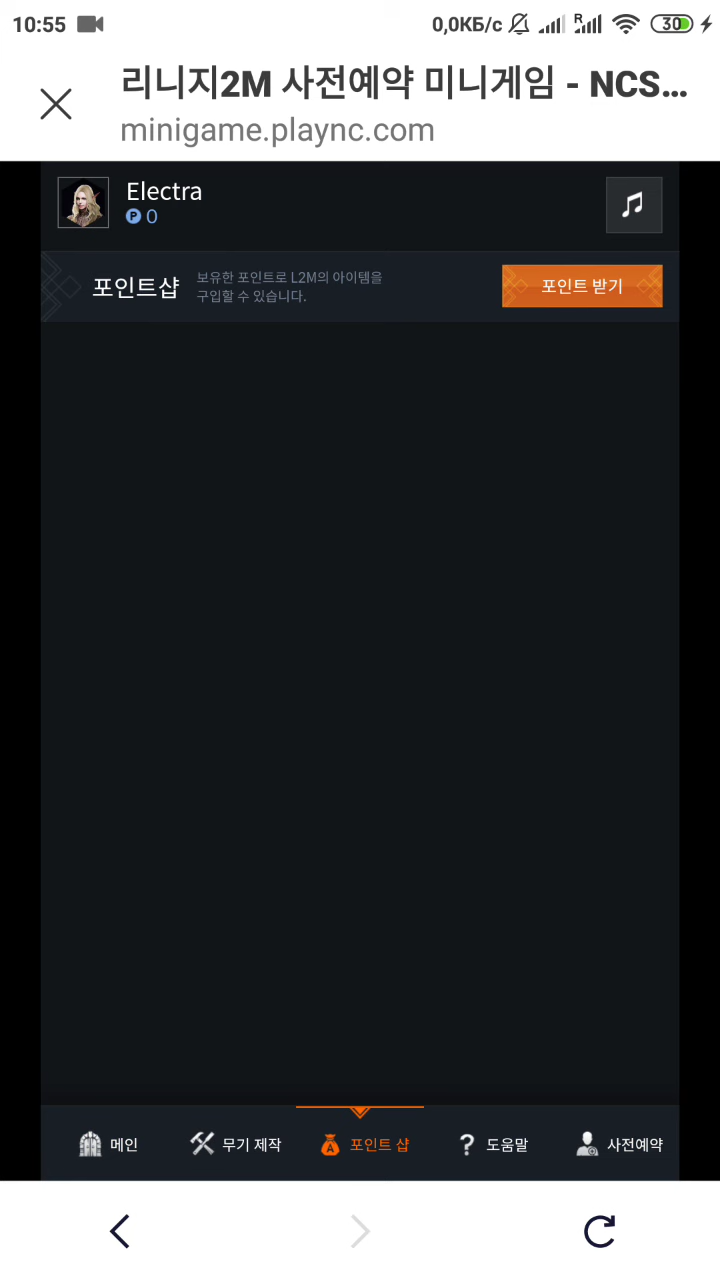 10:55
0,0КБ/с
R
30
리니지2M 사전예약 미니게임 - NCS...
minigame.plaync.com
Electra
P 0
포인트샵
보유한 포인트로 L2M의 아이템을
구입할 수 있습니다.
포인트 받기
메인
무기 제작
A
포인트 샵
?
도움말
사전예약